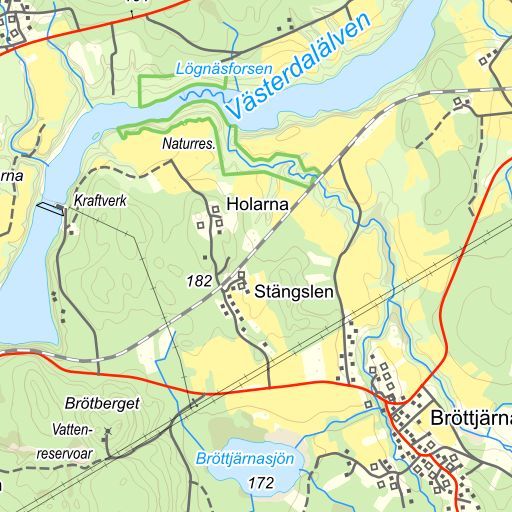 Lögnäsforsen
Västerdalälven
Naturres.
Kraftverk
Holarna
182
Stängslen
Brötberget
Vatten-
reservoar
Bröttjärna
Bröttjärnasjön
172